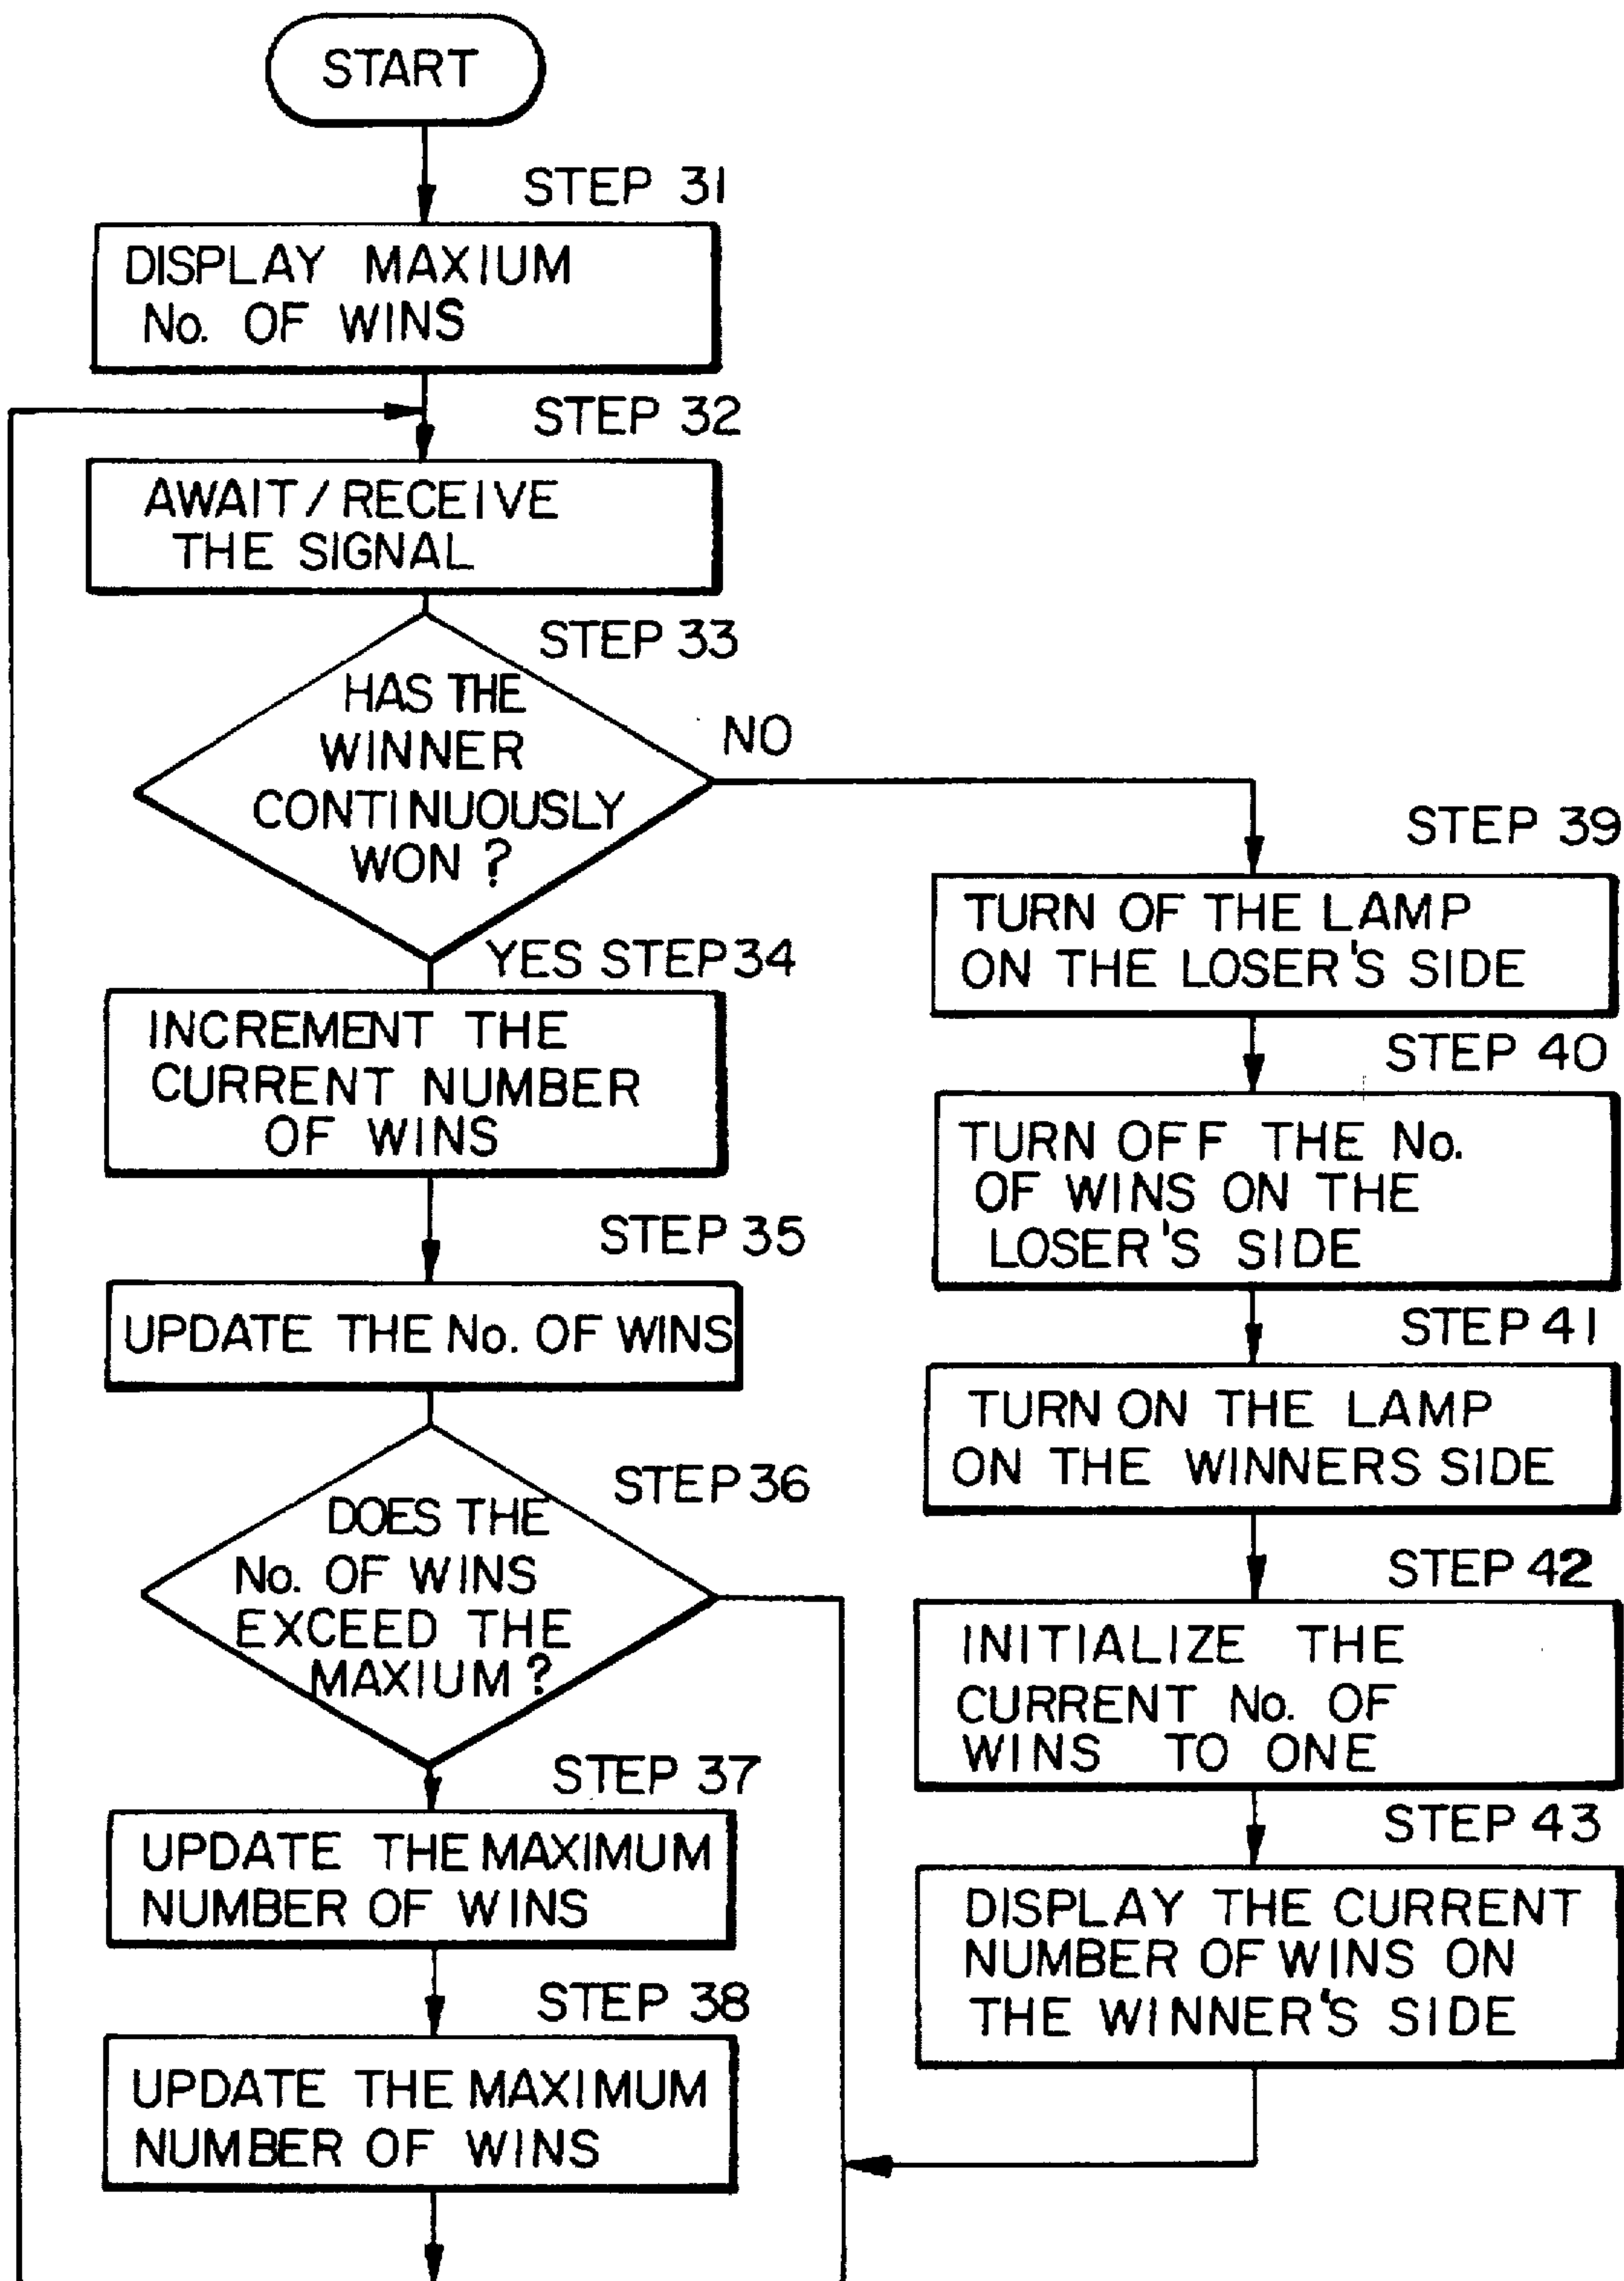 START
STEP 31
DISPLAY MAXIUM
No. OF WINS
STEP 32
AWAIT/RECEIVE
THE SIGNAL
STEP 33
HAS THE
WINNER
CONTINUOUSLY
WON ?
NO
YES STEP 34
INCREMENT THE
CURRENT NUMBER
OF WINS
STEP 35
UPDATE THE No. OF WINS
STEP 36
DOES THE
No. OF WINS
EXCEED THE
MAXIUM ?
STEP 37
UPDATE THE MAXIMUM
NUMBER OF WINS
STEP 38
UPDATE THE MAXIMUM
NUMBER OF WINS
STEP 39
TURN OF THE LAMP
ON THE LOSER'S SIDE
STEP 40
TURN OFF THE No.
OF WINS ON THE
LOSER'S SIDE
STEP 41
TURN ON THE LAMP
ON THE WINNERS SIDE
STEP 42
INITIALIZE THE
CURRENT No. OF
WINS TO ONE
STEP 43
DISPLAY THE CURRENT
NUMBER OF WINS ON
THE WINNER'S SIDE